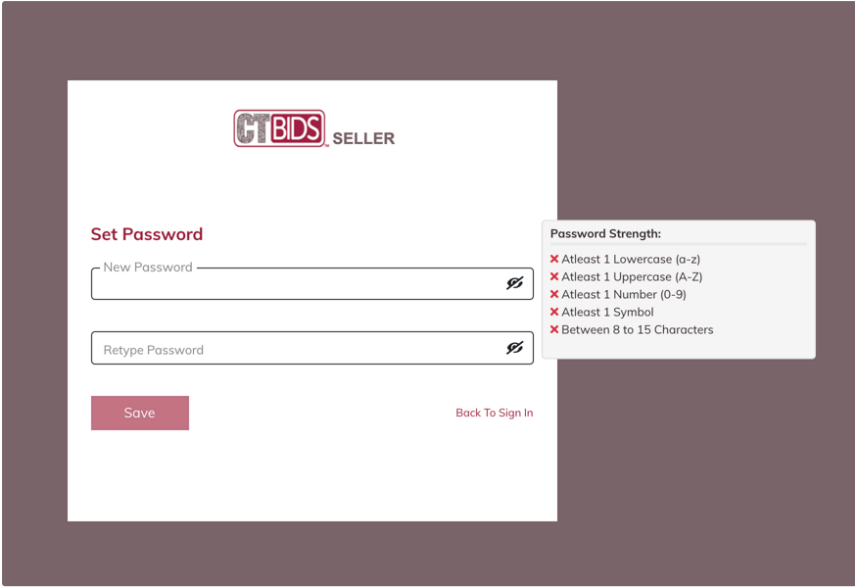 CTBIDS™ SELLER
Set Password
New Password
Retype Password
Save
Back To Sign In
Password Strength:
Atleast 1 Lowercase (a-z)
Atleast 1 Uppercase (A-Z)
Atleast 1 Number (0-9)
Atleast 1 Symbol
Between 8 to 15 Characters